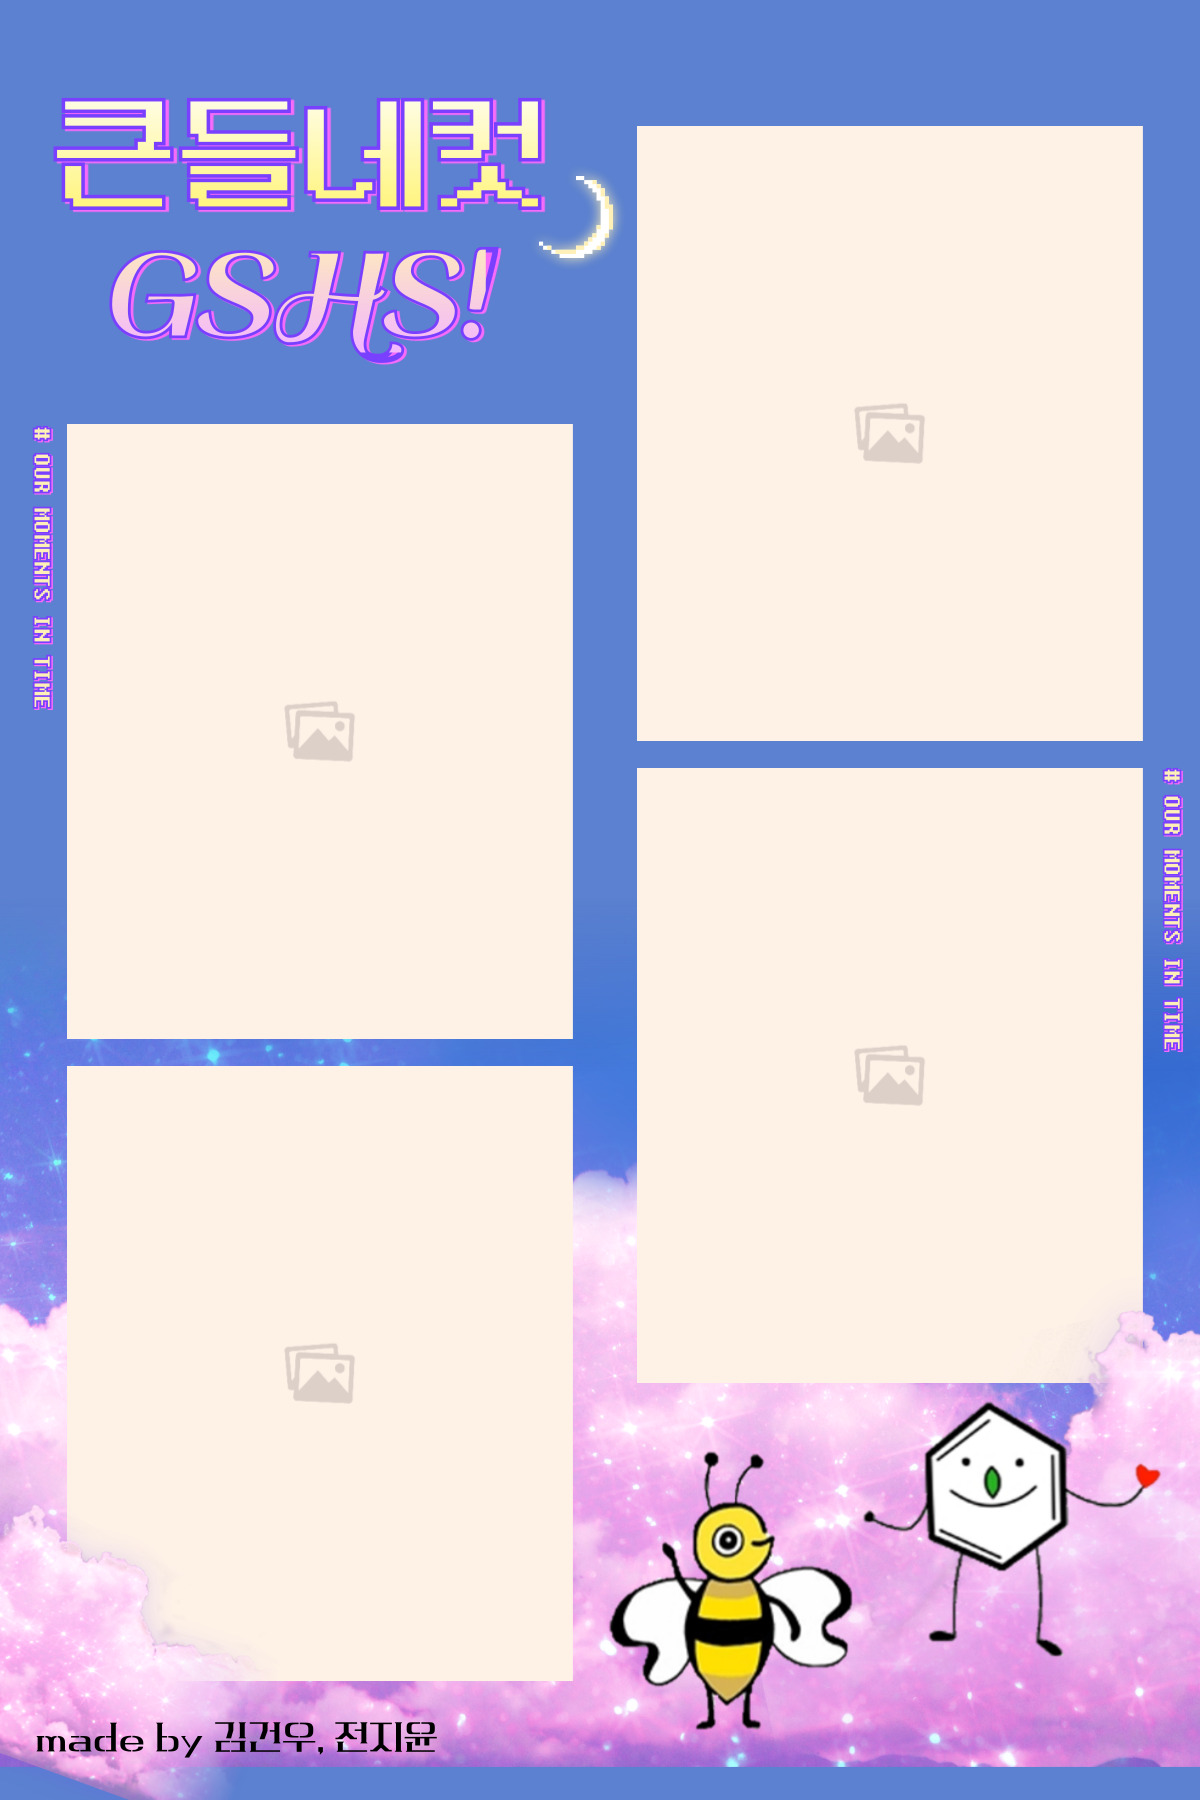 큰들네컷
GSHS!
# OUR MOMENTS IN TIME
# OUR MOMENTS IN TIME
made by 김건우, 전지윤